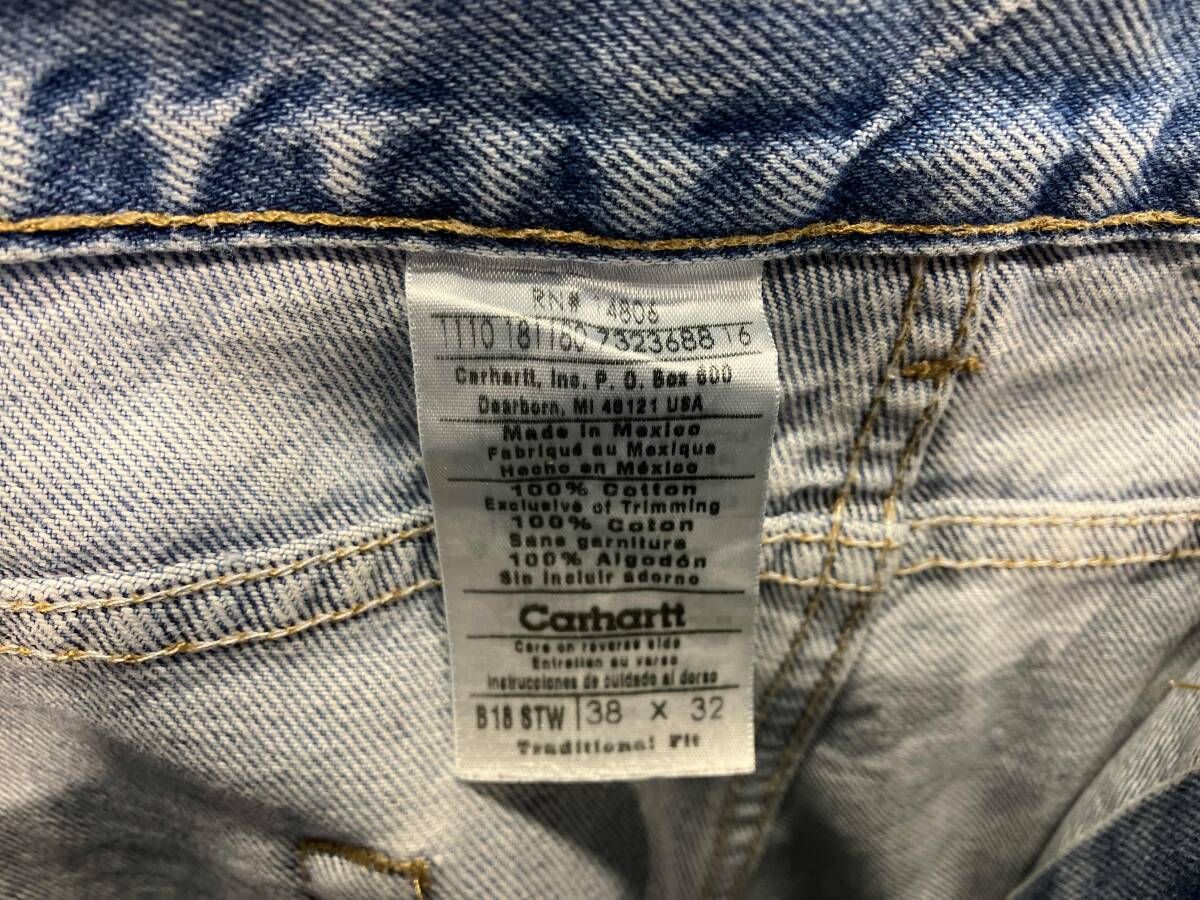 RN# 14806
1110 181160 7323688 16
Carhartt, Inc. P. O. Box 600
Dearborn, MI 48121 USA
Made in Mexico
Fabriqué au Mexique
Hecho en México
100% Cotton
Exclusive of Trimming
100% Coton
Sans garniture
100% Algodón
Sin incluir adorno
Carhartt
Care on reverse side
Entretien au verso
instrucciones de cuidado al dorso
B18 STW 38 x 32
Traditional Fit